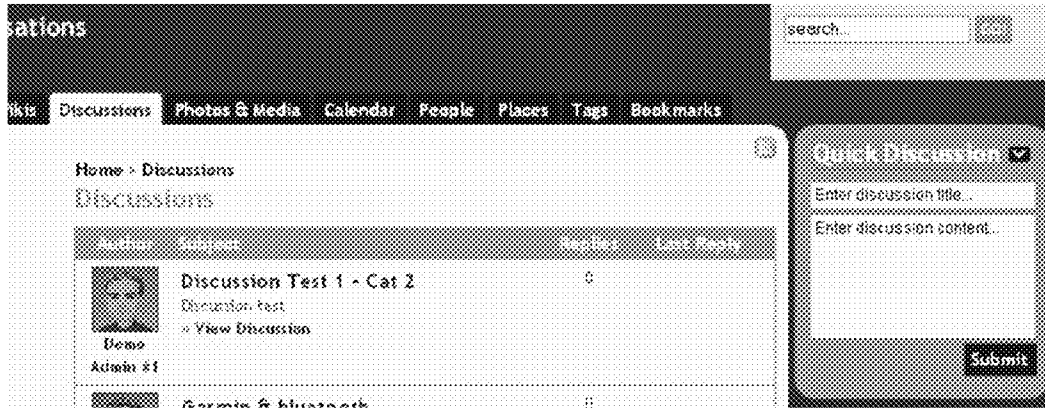 sations
search...
GO
ikis Discussions Photos & Media Calendar People Places Tags Bookmarks
Home > Discussions
Discussions
Author Subject Replies Last Reply
Discussion Test 1 - Cat 2
0
Discussion test
» View Discussion
Demo
Admin #1
Garmin & bluetooth
0
Quick Discussion
Enter discussion title...
Enter discussion content...
Submit